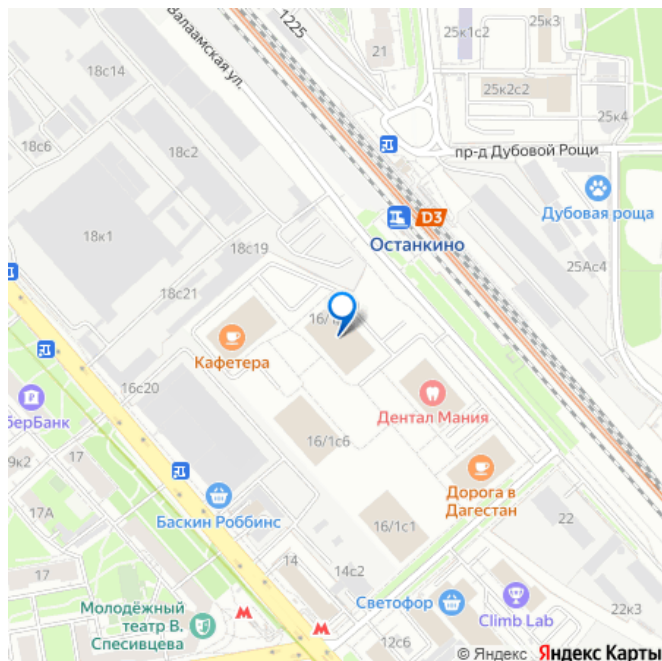 25к1с2
25к3
1225
Валаамская ул.
21
18с14
25к2с2
25к4
18с6
18с2
пр-д Дубовой Рощи
Дубовая роща
D3
Останкино
18к1
18с19
25Ас4
18с21
16/1
Кафетера
16с20
Дентал Мания
берБанк
9к2
17
16/1с6
Дорога в
Дагестан
17А
Баскин Роббинс
16/1с1
22
14
14с2
17
Светофор
Climb Lab
22к3
Молодёжный
театр В.
Спесивцева
12с6
© Яндекс Яндекс Карты